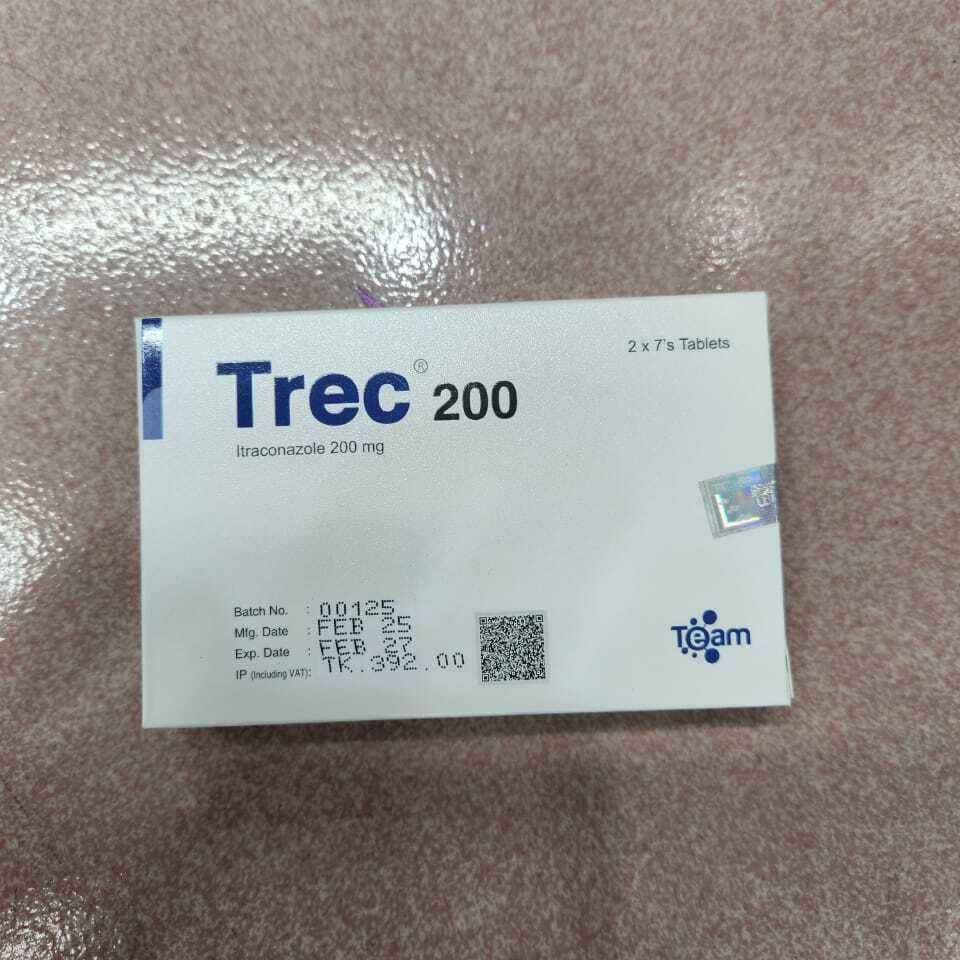 Trec® 200
2 x 7's Tablets
Itraconazole 200 mg
Batch No. : 00125
Mfg. Date : FEB 25
Exp. Date : FEB 27
IP (Including VAT): TK.392.00
Team